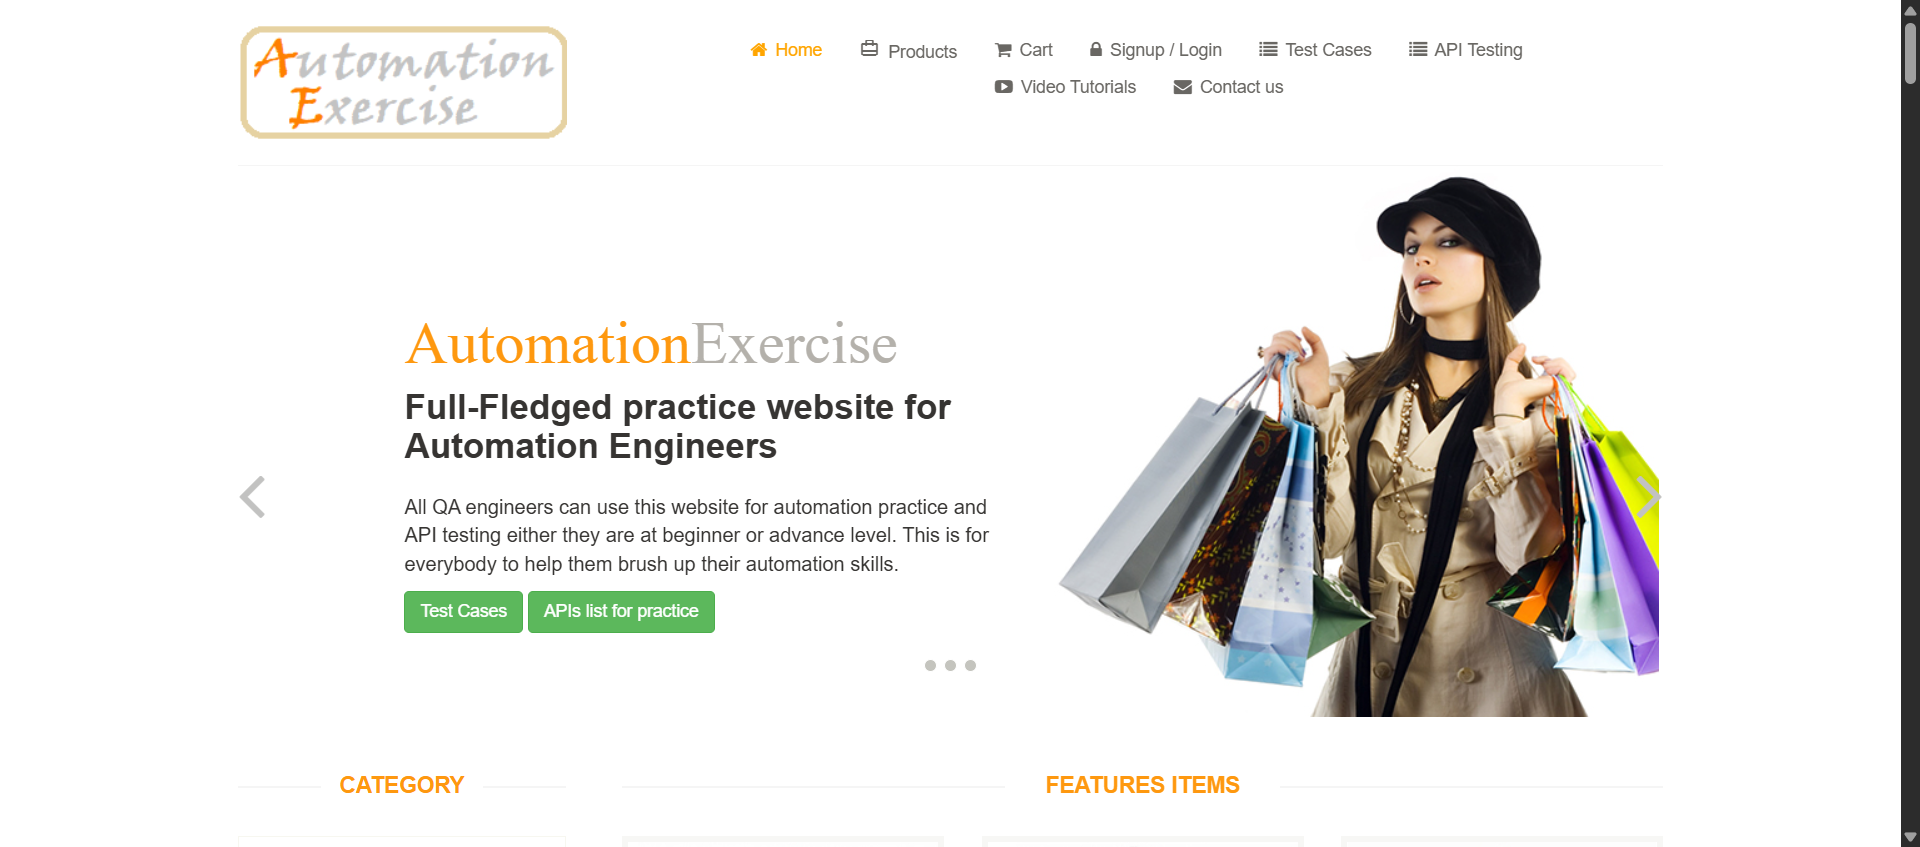 Automation
Exercise
Home Products Cart Signup / Login Test Cases API Testing
Video Tutorials Contact us
AutomationExercise
Full-Fledged practice website for
Automation Engineers
All QA engineers can use this website for automation practice and
API testing either they are at beginner or advance level. This is for
everybody to help them brush up their automation skills.
Test Cases APIs list for practice
CATEGORY
FEATURES ITEMS